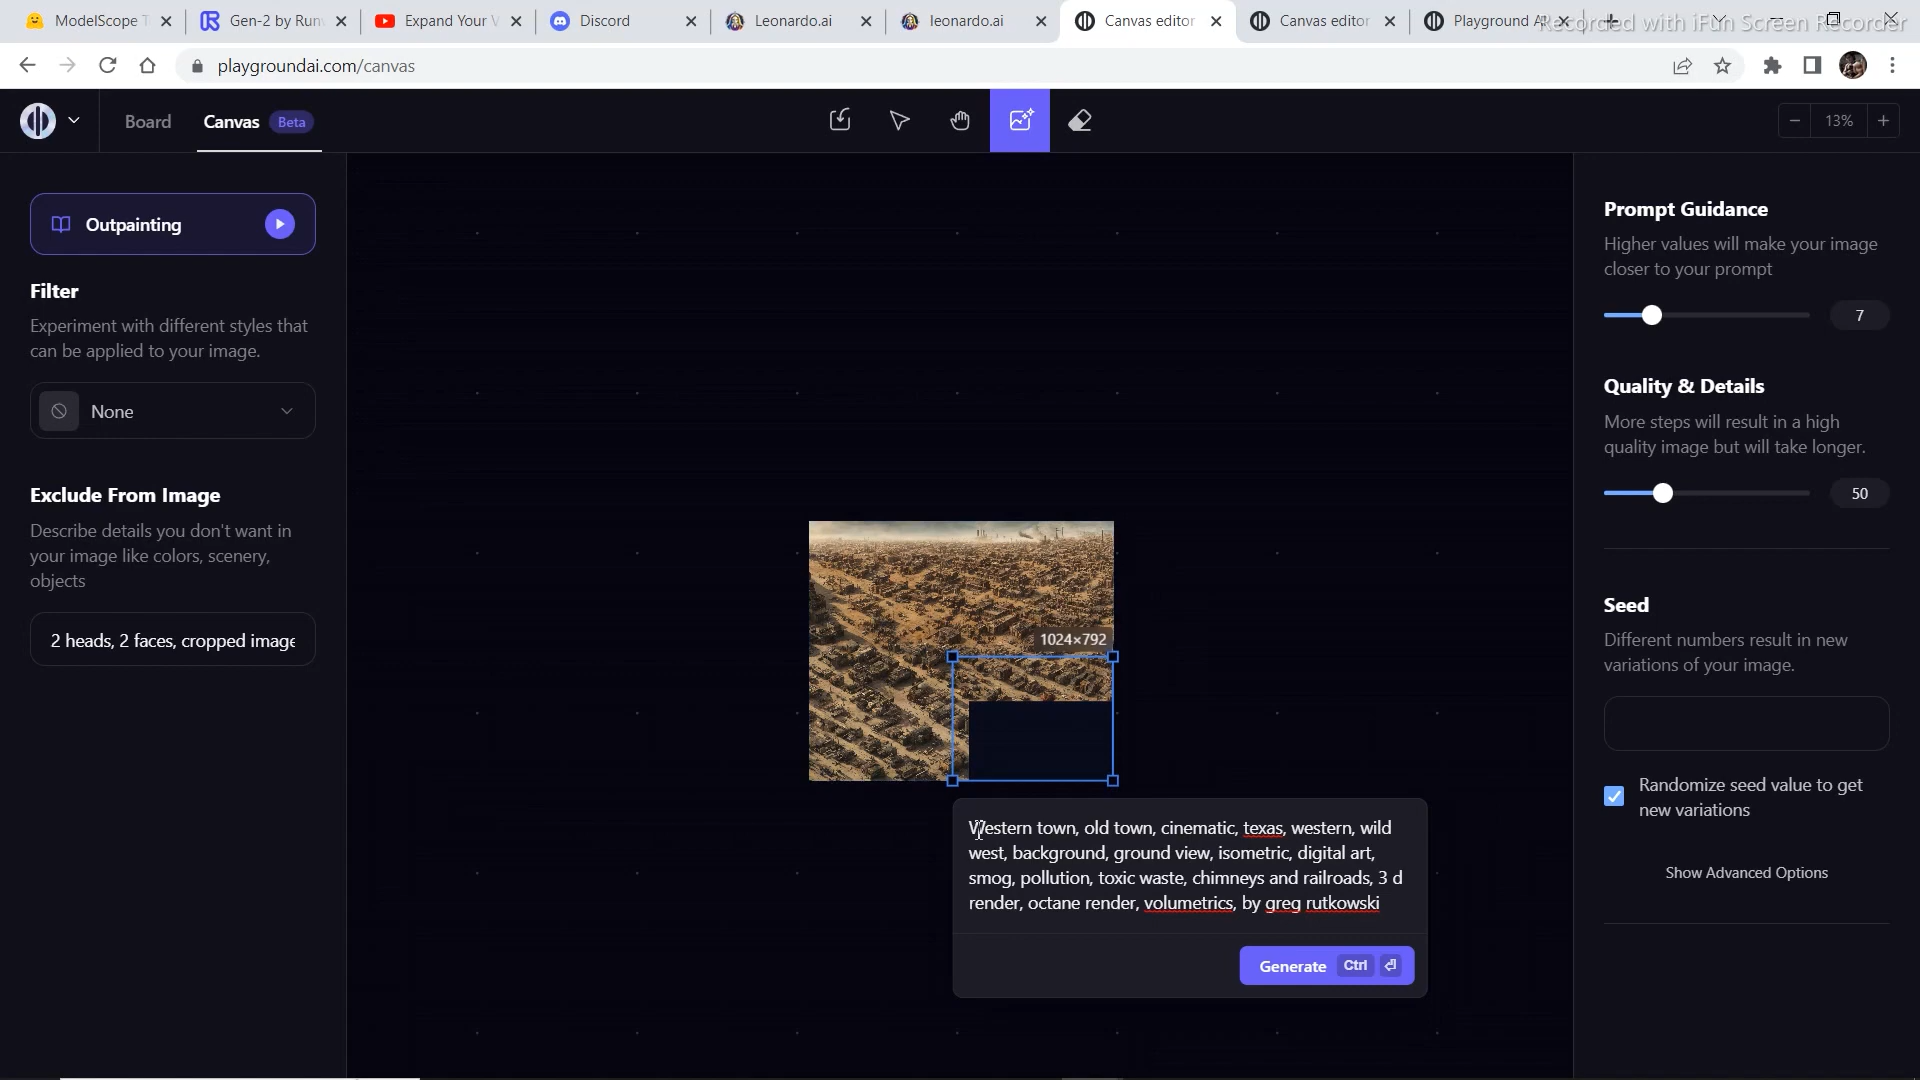 ModelScope T
Gen-2 by Run
Expand Your V
Discord
Leonardo.ai
leonardo.ai
Canvas editor
Canvas editor
Playground AI
Recorded with iFun Screen Recorder
playgroundai.com/canvas
Board
Canvas
Beta
13%
Outpainting
Filter
Experiment with different styles that
can be applied to your image.
None
Exclude From Image
Describe details you don't want in
your image like colors, scenery,
objects
2 heads, 2 faces, cropped image
1024×792
Western town, old town, cinematic, texas, western, wild
west, background, ground view, isometric, digital art,
smog, pollution, toxic waste, chimneys and railroads, 3 d
render, octane render, volumetrics, by greg rutkowski
Generate Ctrl
Prompt Guidance
Higher values will make your image
closer to your prompt
7
Quality & Details
More steps will result in a high
quality image but will take longer.
50
Seed
Different numbers result in new
variations of your image.
Randomize seed value to get
new variations
Show Advanced Options